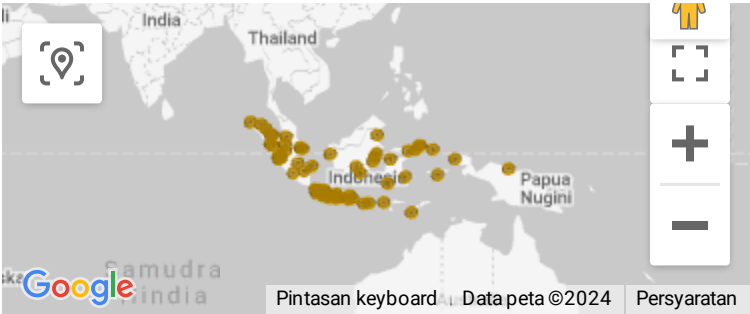 India
Thailand
Indonesia
Papua
Nugini
Samudra
Hindia
Google
Pintasan keyboard
Data peta ©2024
Persyaratan